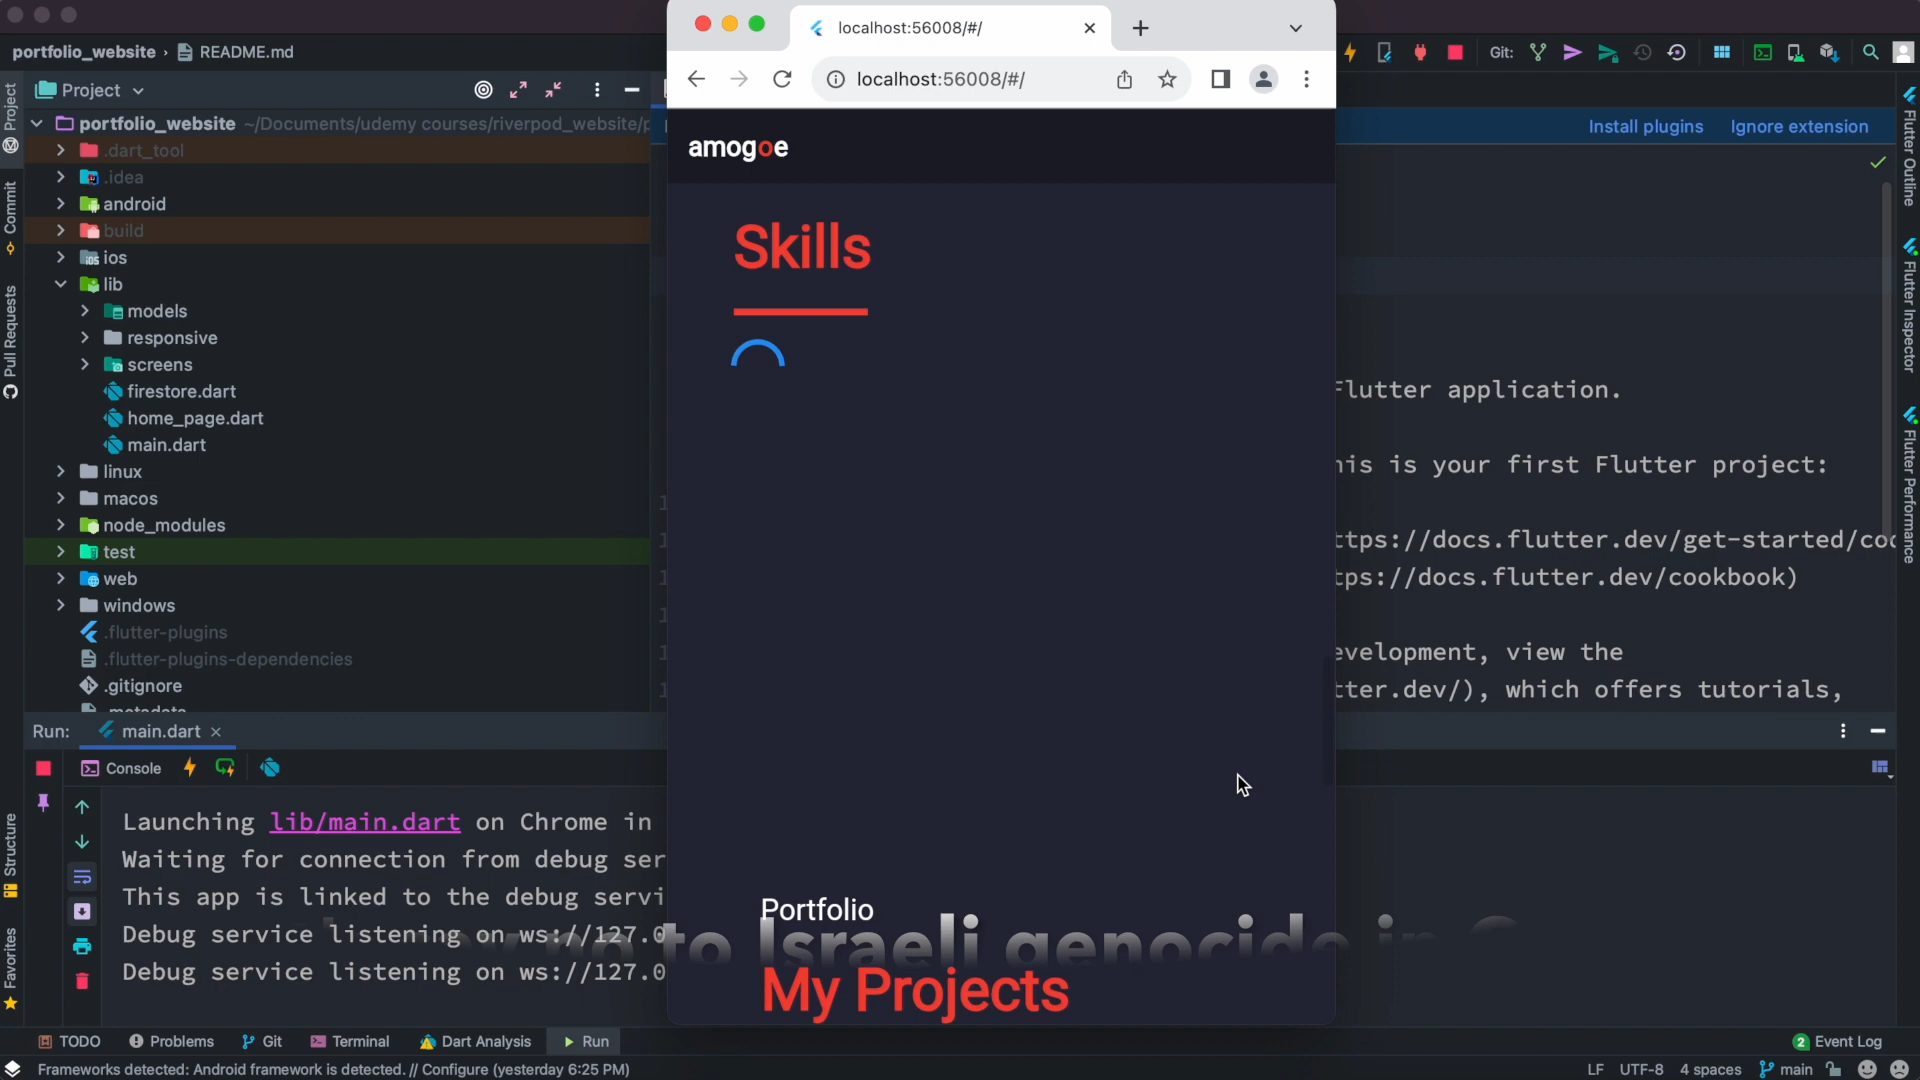 portfolio_website › README.md
localhost:56008/#/
Git:
Project
localhost:56008/#/
portfolio_website ~/Documents/udemy courses/riverpod_website/p
Install plugins Ignore extension
.dart_tool
.idea
android
build
ios
lib
models
responsive
screens
firestore.dart
home_page.dart
main.dart
linux
macos
node_modules
test
web
windows
.flutter-plugins
.flutter-plugins-dependencies
.gitignore
.metadata
amogoe
Skills
Portfolio
to Israeli genocide in
My Projects
Flutter application.
his is your first Flutter project:
ttps://docs.flutter.dev/get-started/cod
tps://docs.flutter.dev/cookbook)
evelopment, view the
tter.dev/), which offers tutorials,
Project
Commit
Pull Requests
Structure
Favorites
Flutter Outline
Flutter Inspector
Flutter Performance
Run: main.dart
Console
Launching lib/main.dart on Chrome in
Waiting for connection from debug ser
This app is linked to the debug servi
Debug service listening on ws://127.0
Debug service listening on ws://127.0
TODO Problems Git Terminal Dart Analysis Run
2 Event Log
Frameworks detected: Android framework is detected. // Configure (yesterday 6:25 PM)
LF UTF-8 4 spaces main